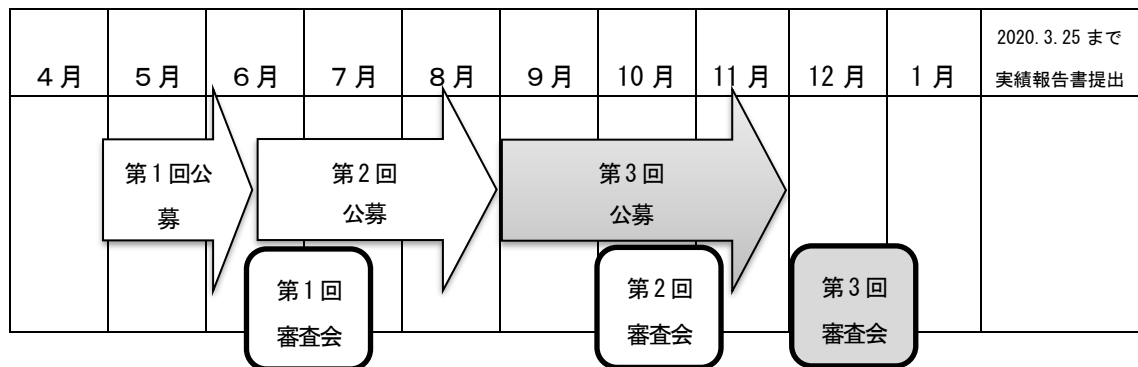 4月 5月 6月 7月 8月 9月 10月 11月 12月 1月 2020.3.25 まで
実績報告書提出
第1回公
募
第2回
公募
第3回
公募
第1回
審査会
第2回
審査会
第3回
審査会